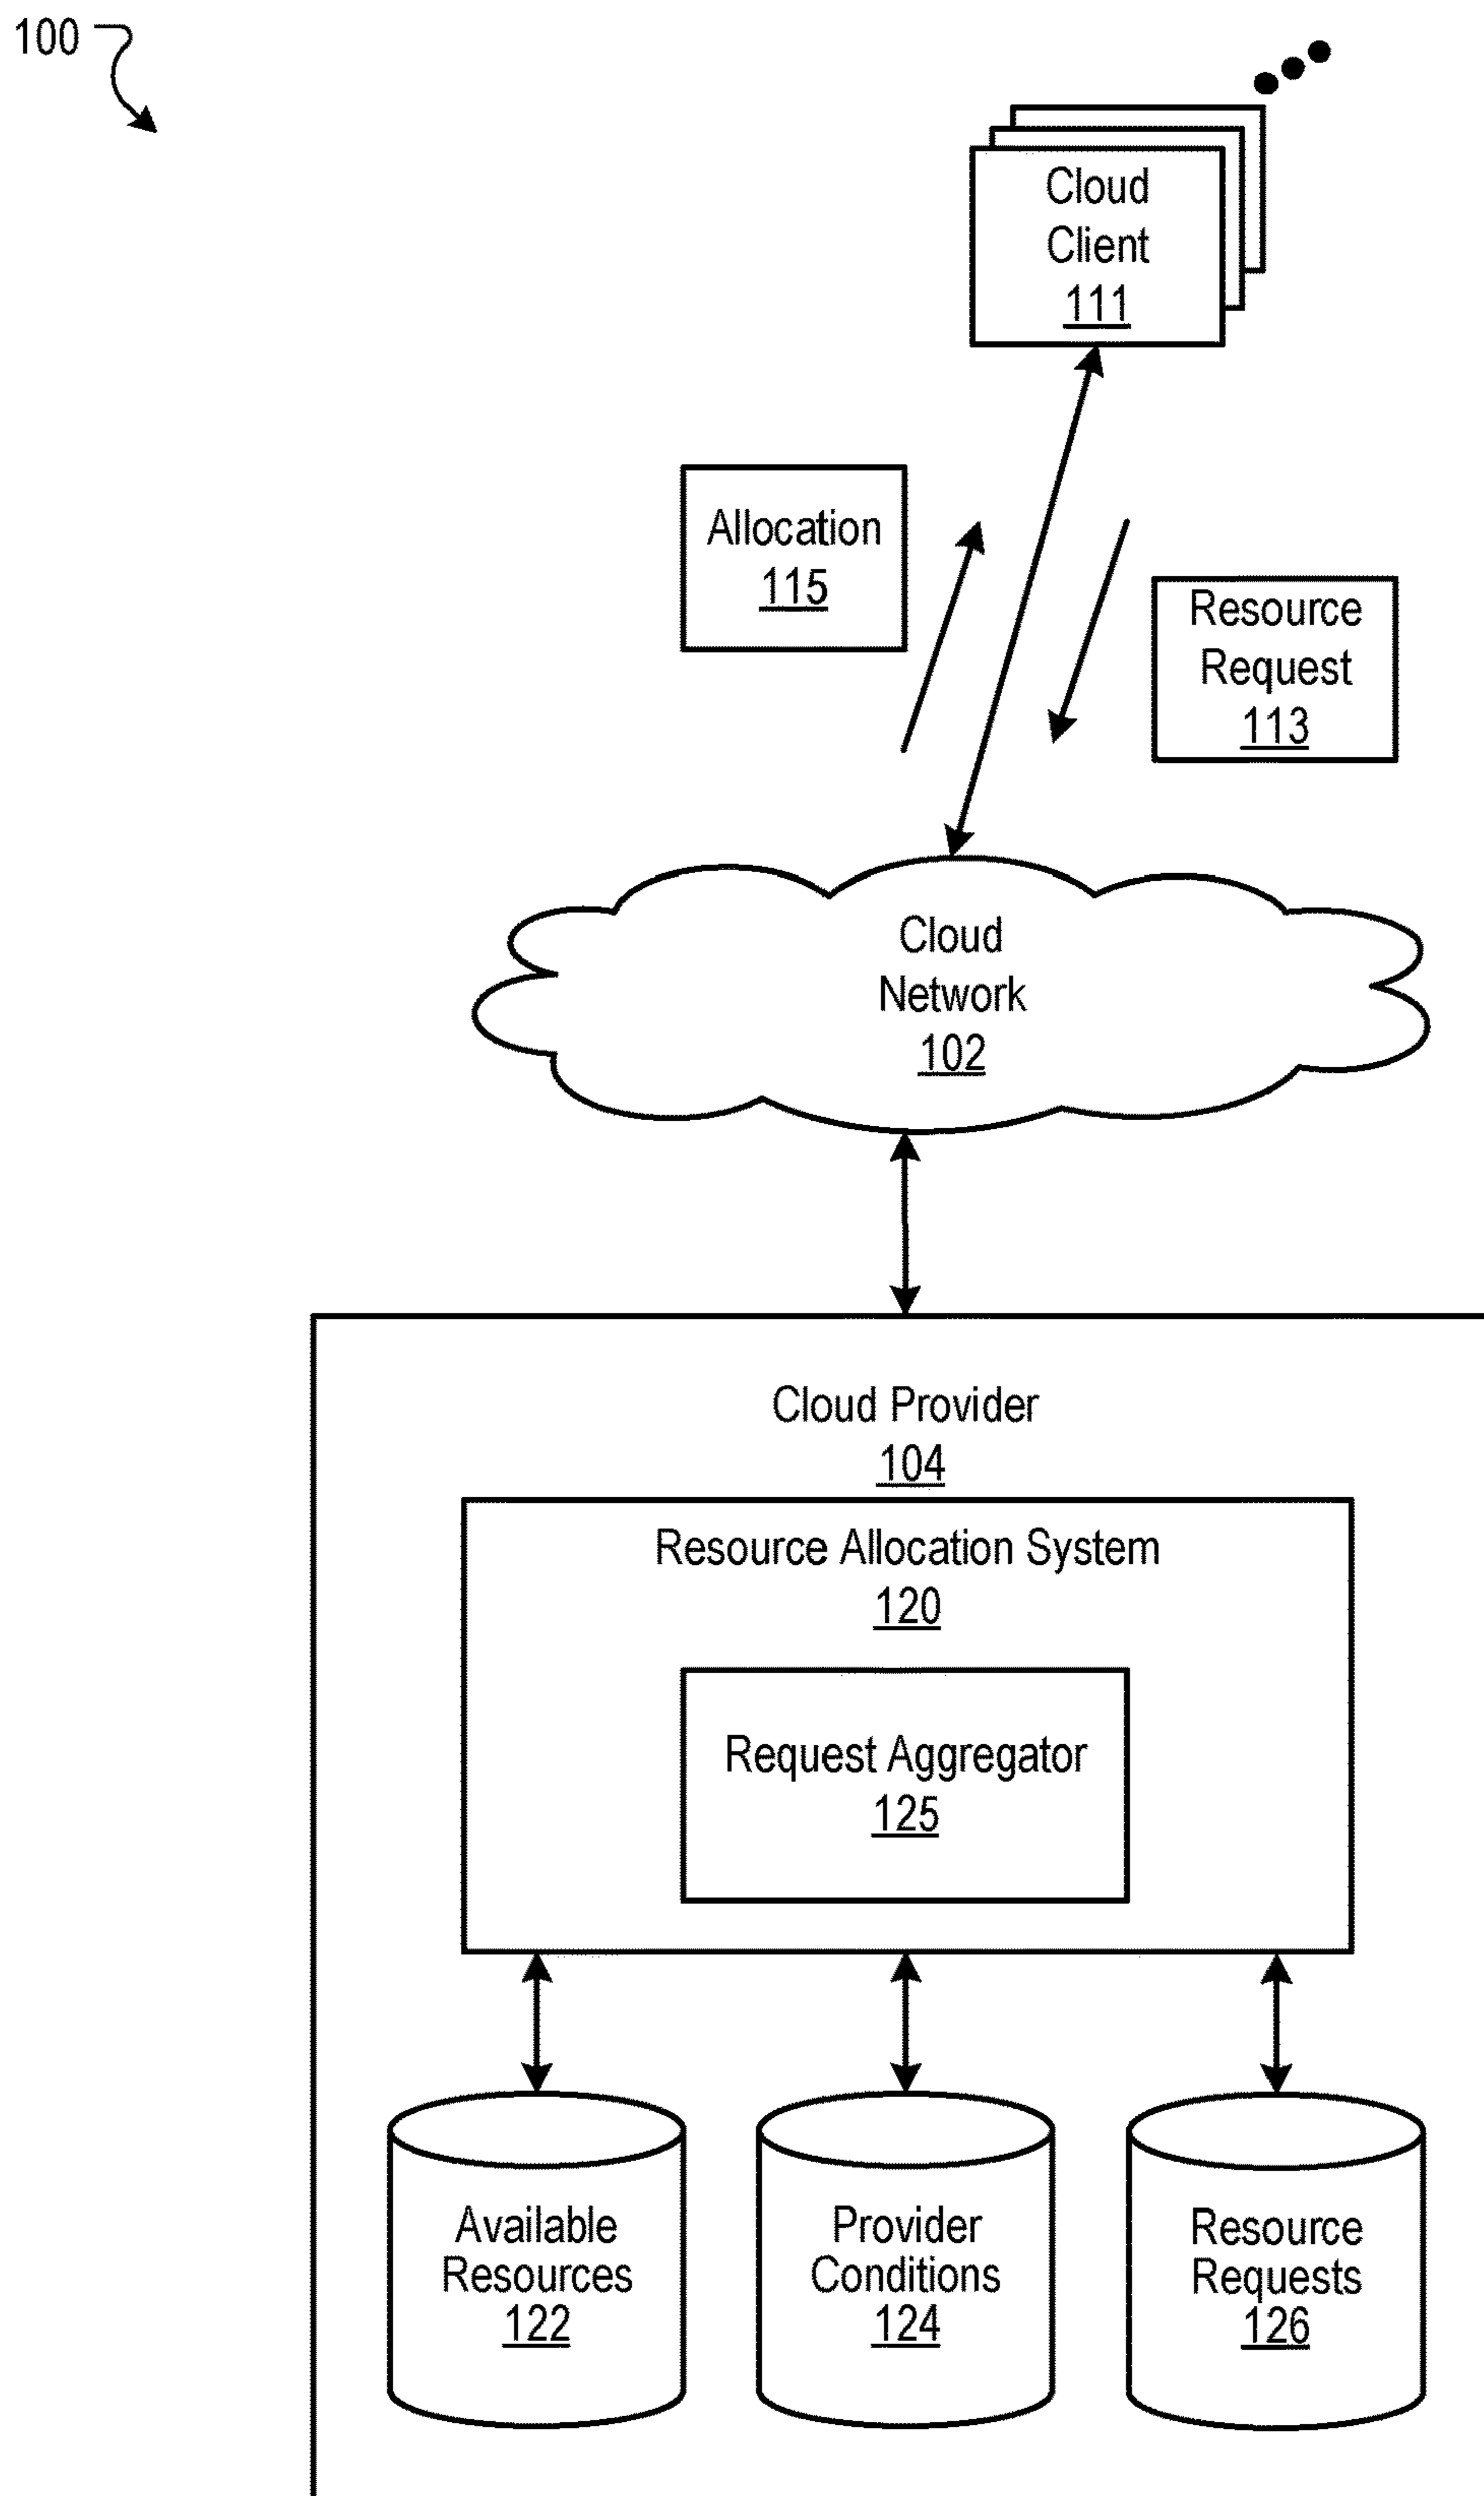 100
Cloud
Client
111
Allocation
115
Resource
Request
113
Cloud
Network
102
Cloud Provider
104
Resource Allocation System
120
Request Aggregator
125
Available
Resources
122
Provider
Conditions
124
Resource
Requests
126